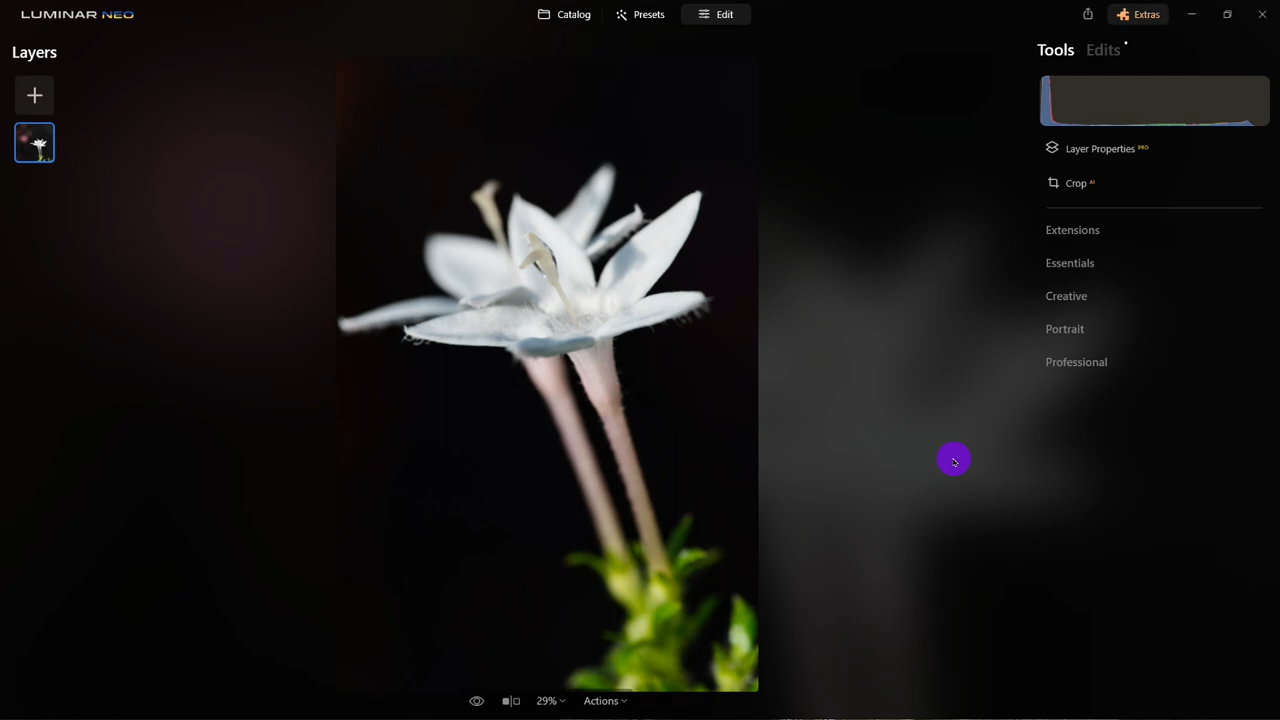 LUMINAR NEO
Catalog
Presets
Edit
Extras
Layers
Tools Edits
Layer Properties PRO
Crop AI
Extensions
Essentials
Creative
Portrait
Professional
29%
Actions